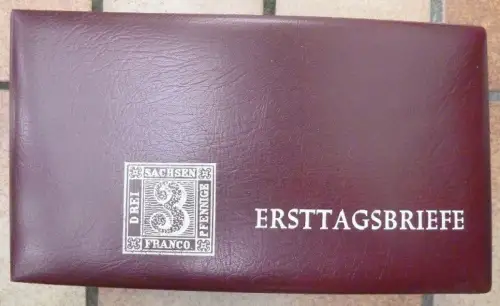 SACHSEN
DREI
3
PFENNIGE
FRANCO
ERSTTAGSBRIEFE